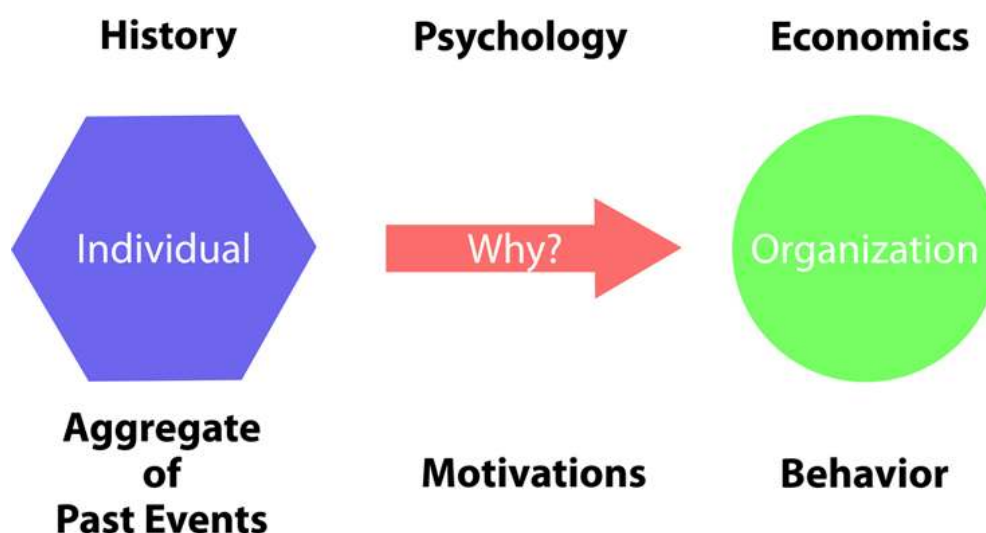 History
Psychology
Economics
Individual
Why?
Organization
Aggregate
of
Past Events
Motivations
Behavior